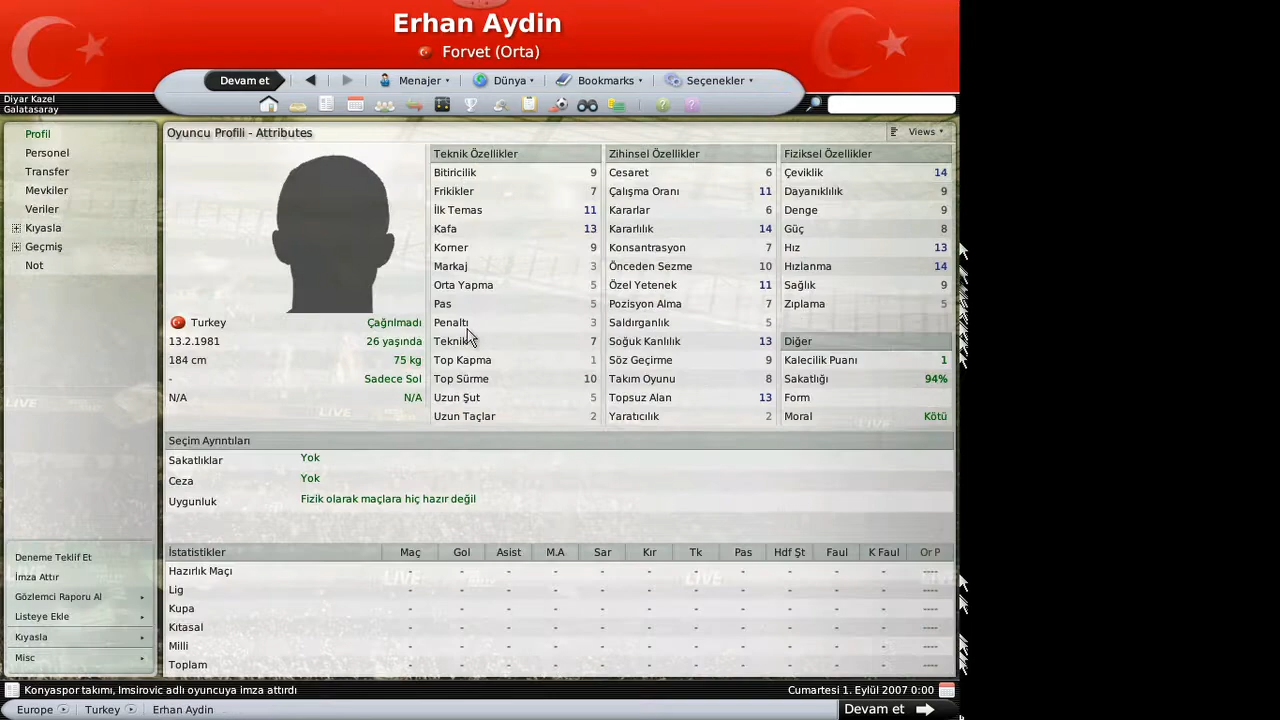 Erhan Aydin
Forvet (Orta)
Devam et Menajer Dünya Bookmarks Seçenekler
Diyar Kazel
Galatasaray
Profil
Personel
Transfer
Mevkiler
Veriler
Kıyasla
Geçmiş
Not
Oyuncu Profili - Attributes Views
Turkey Çağrılmadı
13.2.1981 26 yaşında
184 cm 75 kg
- Sadece Sol
N/A N/A
Teknik Özellikler
Bitiricilik 9
Frikikler 7
İlk Temas 11
Kafa 13
Korner 9
Markaj 3
Orta Yapma 5
Pas 5
Penaltı 3
Teknik 7
Top Kapma 1
Top Sürme 10
Uzun Şut 5
Uzun Taçlar 2
Zihinsel Özellikler
Cesaret 6
Çalışma Oranı 11
Kararlar 6
Kararlılık 14
Konsantrasyon 7
Önceden Sezme 10
Özel Yetenek 11
Pozisyon Alma 7
Saldırganlık 5
Soğuk Kanlılık 13
Söz Geçirme 9
Takım Oyunu 8
Topsuz Alan 13
Yaratıcılık 2
Fiziksel Özellikler
Çeviklik 14
Dayanıklılık 9
Denge 9
Güç 8
Hız 13
Hızlanma 14
Sağlık 9
Zıplama 5
Diğer
Kalecilik Puanı 1
Sakatlığı 94%
Form
Moral Kötü
Seçim Ayrıntıları
Sakatlıklar Yok
Ceza Yok
Uygunluk Fizik olarak maçlara hiç hazır değil
İstatistikler Maç Gol Asist M.A Sar Kır Tk Pas Hdf Şt Faul K Faul Or P
Hazırlık Maçı - - - - - - - - - - - ----
Lig - - - - - - - - - - - ----
Kupa - - - - - - - - - - - ----
Kıtasal - - - - - - - - - - - ----
Milli - - - - - - - - - - - ----
Toplam - - - - - - - - - - - ----
Deneme Teklif Et
İmza Attır
Gözlemci Raporu Al
Listeye Ekle
Kıyasla
Misc
Konyaspor takımı, Imsirovic adlı oyuncuya imza attırdı Cumartesi 1. Eylül 2007 0:00
Europe Turkey Erhan Aydin Devam et